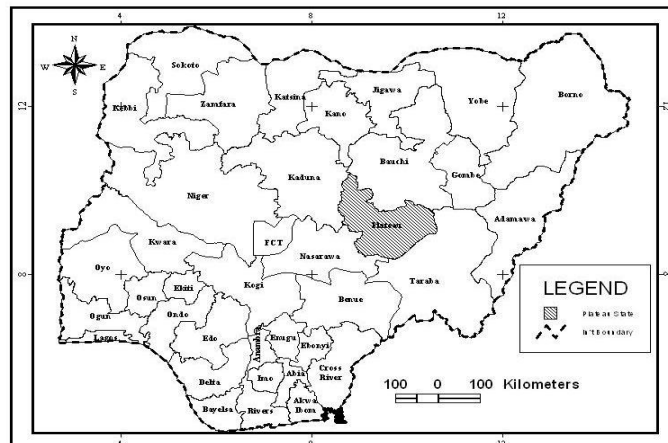 4 8 12
N
W E
S
Sokoto
Katsina
Jigawa
Yobe
Borno
Zamfara
Kano
Kebbi
12
Bauchi
Kaduna
Gombe
Niger
Plateau
Adamawa
Kwara
FCT
Nasarawa
Oyo
Taraba
8
Ekiti
Kogi
Osun
Benue
Ogun
Ondo
Lagos
Edo
Anambra
Enugu
Ebonyi
Delta
Imo
Abia
Cross
River
Bayelsa
Rivers
Akwa
Ibom
LEGEND
Plateau State
Int'l Boundary
100 0 100 Kilometers
4 8 12